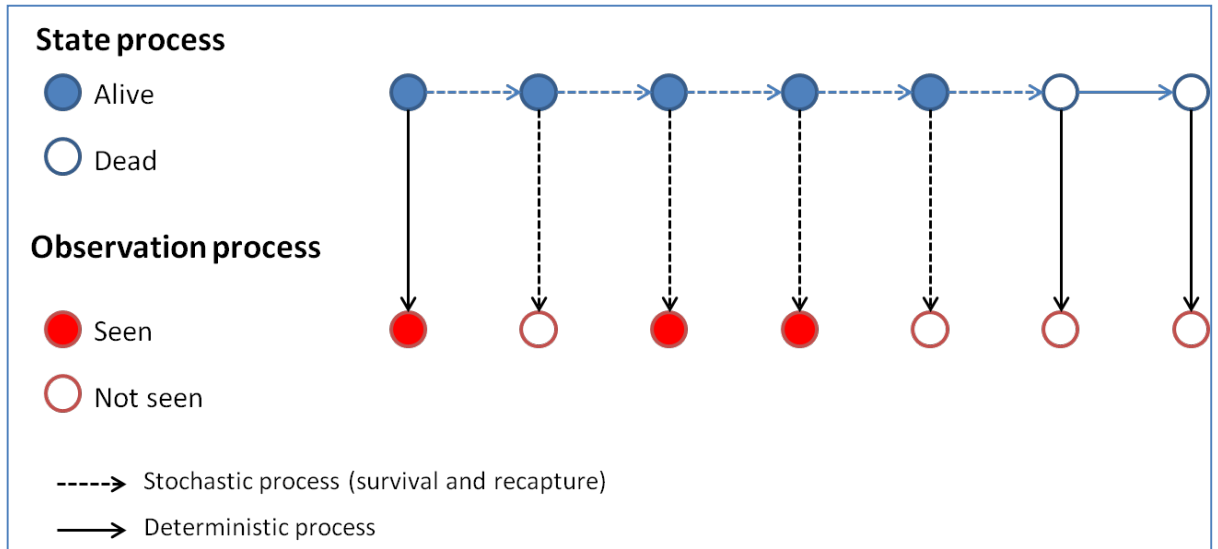 State process
Alive
Dead
Observation process
Seen
Not seen
Stochastic process (survival and recapture)
Deterministic process